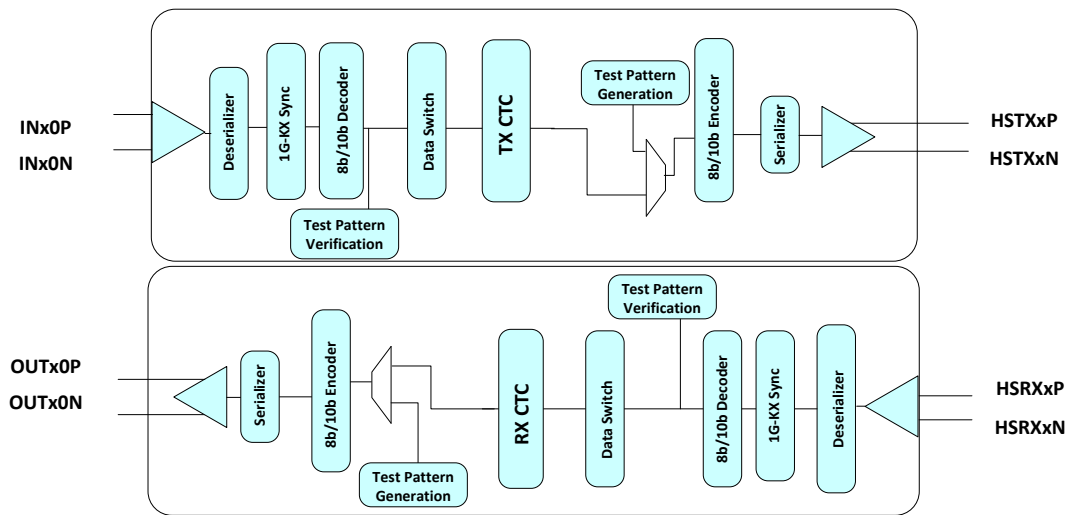 INx0P
INx0N
Deserializer
1G-KX Sync
8b/10b Decoder
Test Pattern
Verification
Data Switch
TX CTC
Test Pattern
Generation
8b/10b Encoder
Serializer
HSTXxP
HSTXxN
OUTx0P
OUTx0N
Serializer
8b/10b Encoder
Test Pattern
Generation
RX CTC
Data Switch
Test Pattern
Verification
8b/10b Decoder
1G-KX Sync
Deserializer
HSRXxP
HSRXxN